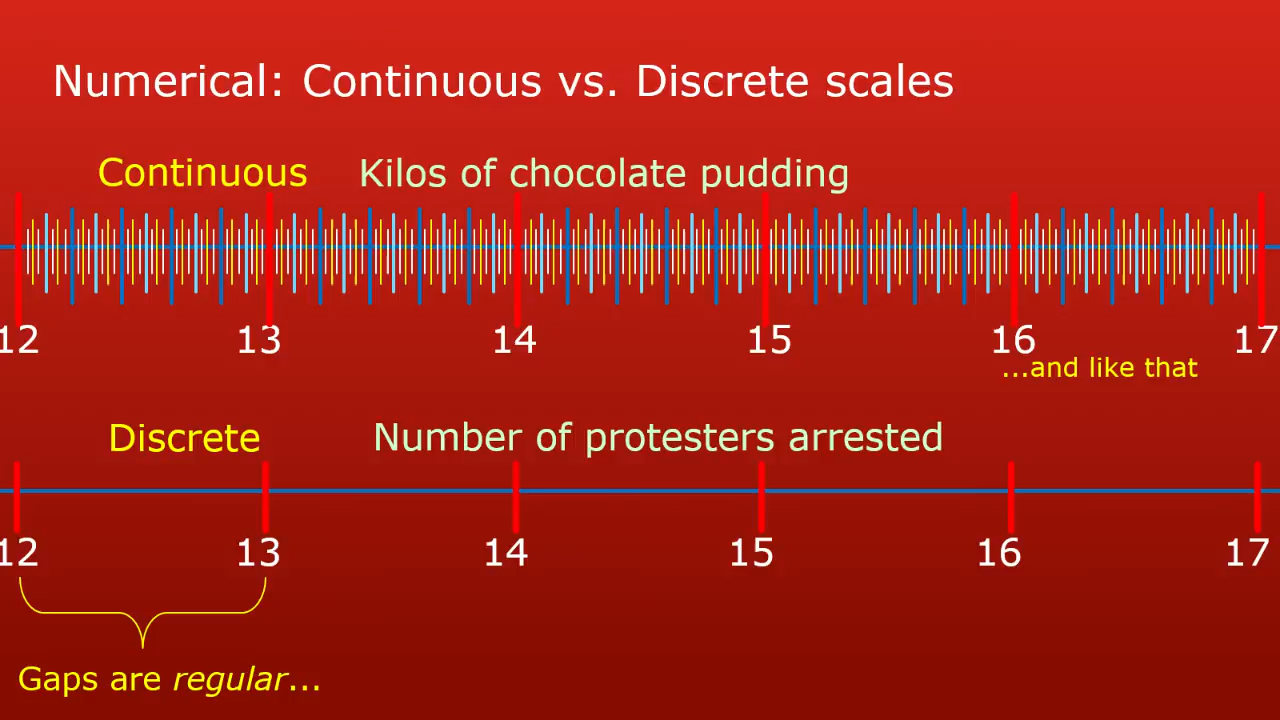 Numerical: Continuous vs. Discrete scales
Continuous Kilos of chocolate pudding
12 13 14 15 16 17
...and like that
Discrete Number of protesters arrested
12 13 14 15 16 17
Gaps are regular...